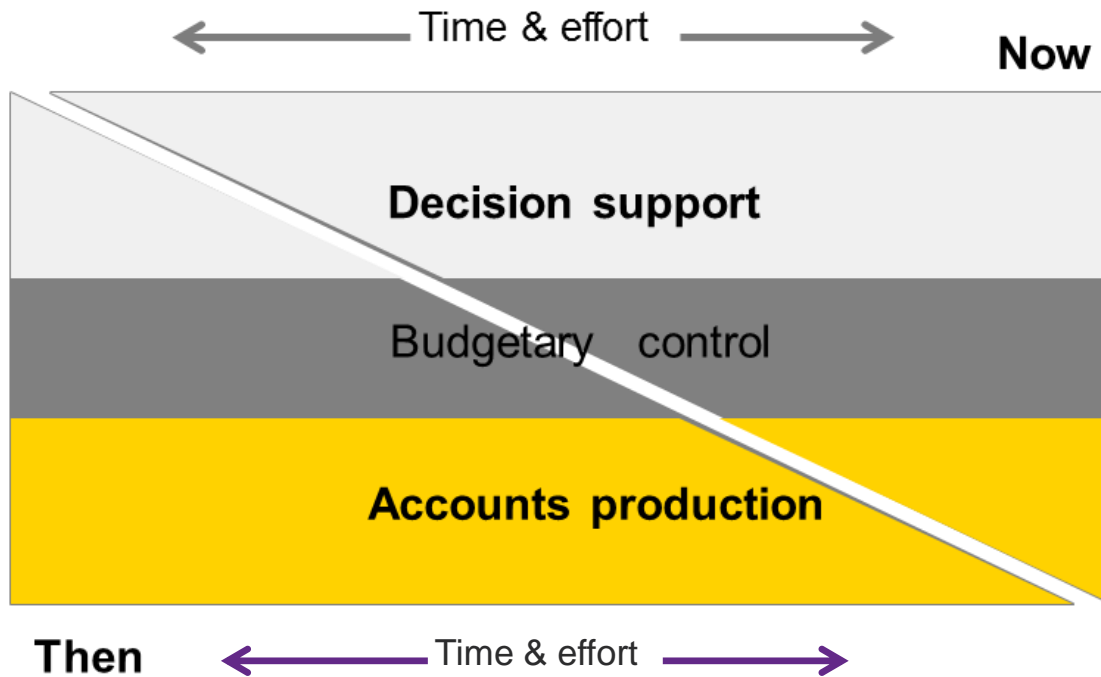 Time & effort
Now
Decision support
Budgetary control
Accounts production
Then
Time & effort